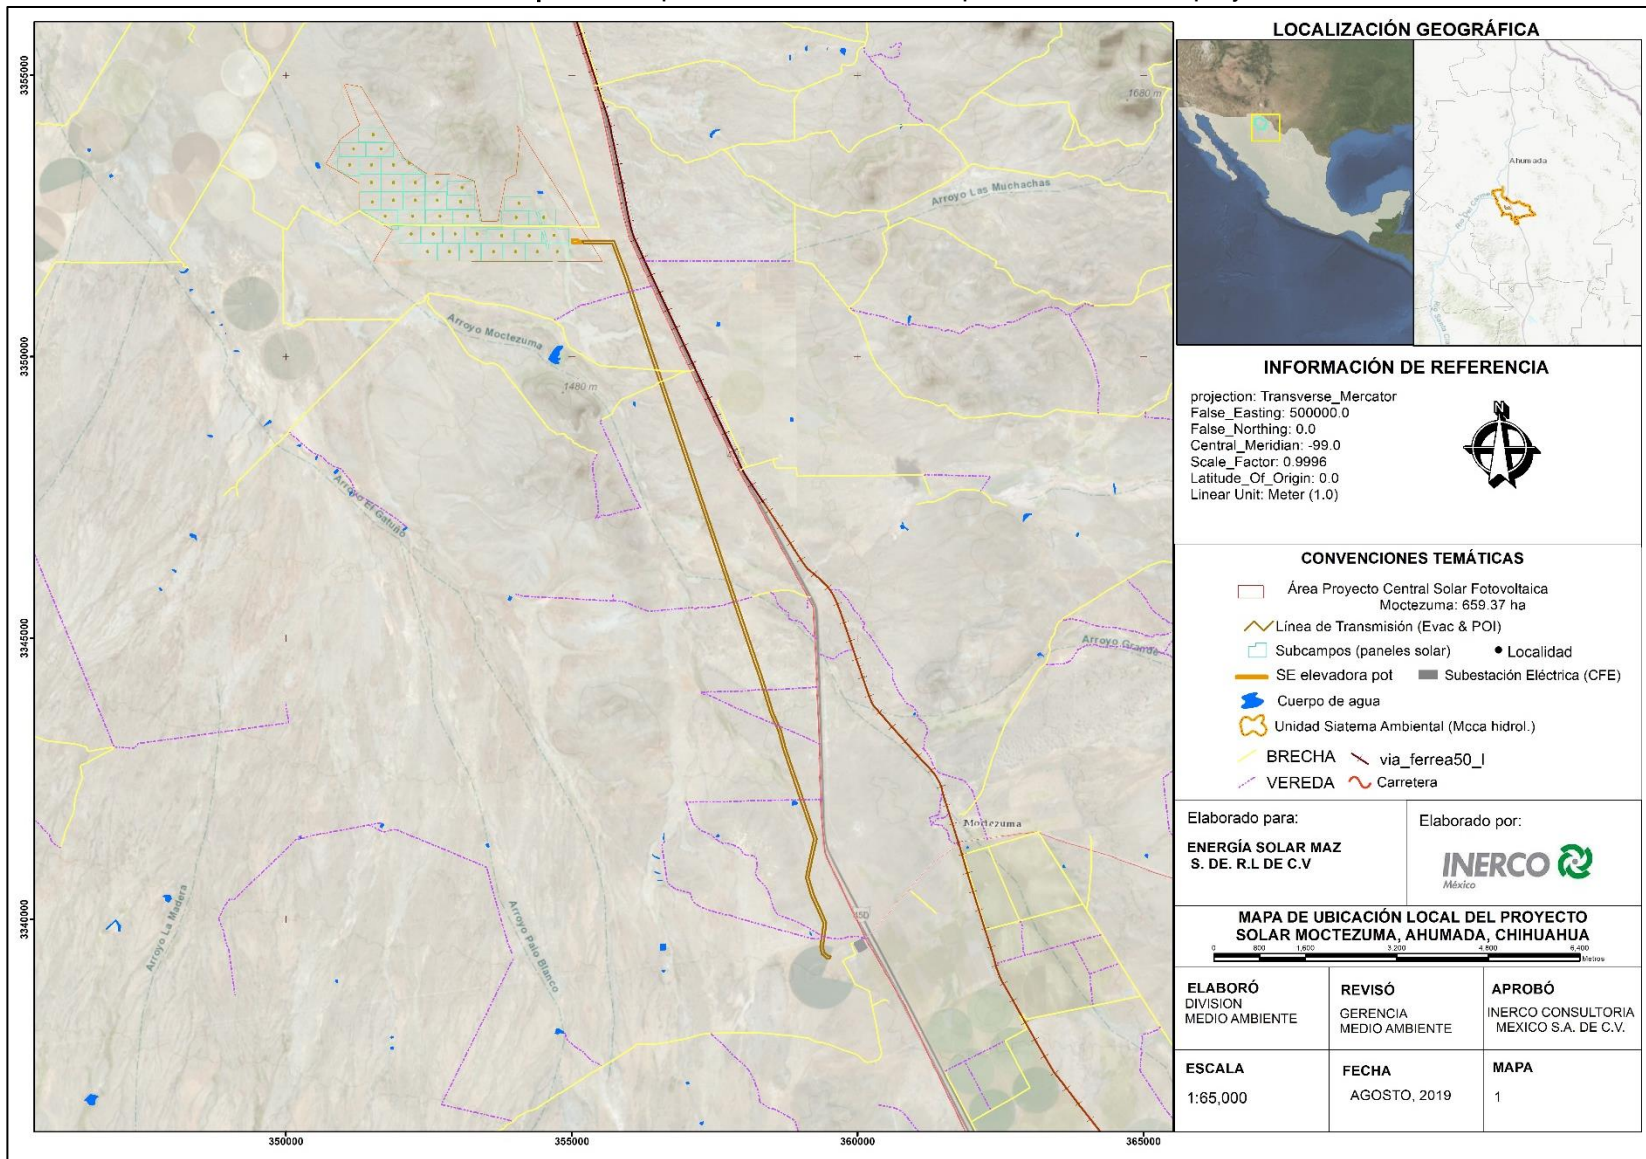 3355000
3350000
3345000
3340000
350000
355000
360000
365000
1680 m
Arroyo Las Muchachas
Arroyo Moctezuma
1480 m
Arroyo El Gatuño
Arroyo Grande
Moctezuma
45D
Arroyo La Madera
Arroyo Palo Blanco
LOCALIZACIÓN GEOGRÁFICA
Ahumada
INFORMACIÓN DE REFERENCIA
projection: Transverse_Mercator
False_Easting: 500000.0
False_Northing: 0.0
Central_Meridian: -99.0
Scale_Factor: 0.9996
Latitude_Of_Origin: 0.0
Linear Unit: Meter (1.0)
N
CONVENCIONES TEMÁTICAS
Área Proyecto Central Solar Fotovoltaica
Moctezuma: 659.37 ha
Línea de Transmisión (Evac & POI)
Subcampos (paneles solar) Localidad
SE elevadora pot Subestación Eléctrica (CFE)
Cuerpo de agua
Unidad Siatema Ambiental (Mcca hidrol.)
BRECHA via_ferrea50_l
VEREDA Carretera
Elaborado para:
ENERGÍA SOLAR MAZ
S. DE. R.L DE C.V
Elaborado por:
INERCO
México
MAPA DE UBICACIÓN LOCAL DEL PROYECTO
SOLAR MOCTEZUMA, AHUMADA, CHIHUAHUA
0 800 1,600 3,200 4,800 6,400
Metros
ELABORÓ
DIVISION
MEDIO AMBIENTE
REVISÓ
GERENCIA
MEDIO AMBIENTE
APROBÓ
INERCO CONSULTORIA
MEXICO S.A. DE C.V.
ESCALA
1:65,000
FECHA
AGOSTO, 2019
MAPA
1